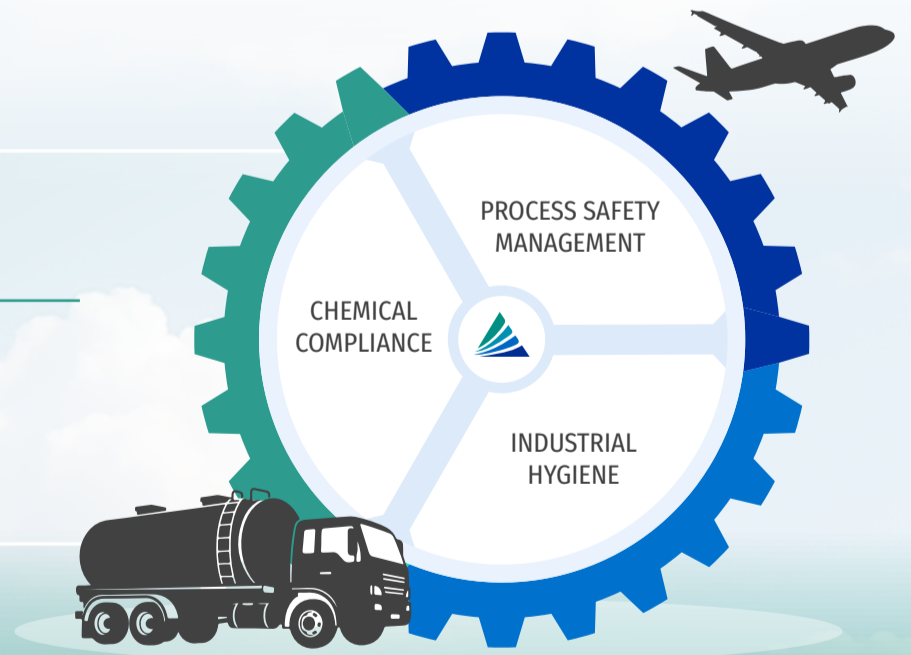 PROCESS SAFETY
MANAGEMENT
CHEMICAL
COMPLIANCE
INDUSTRIAL
HYGIENE